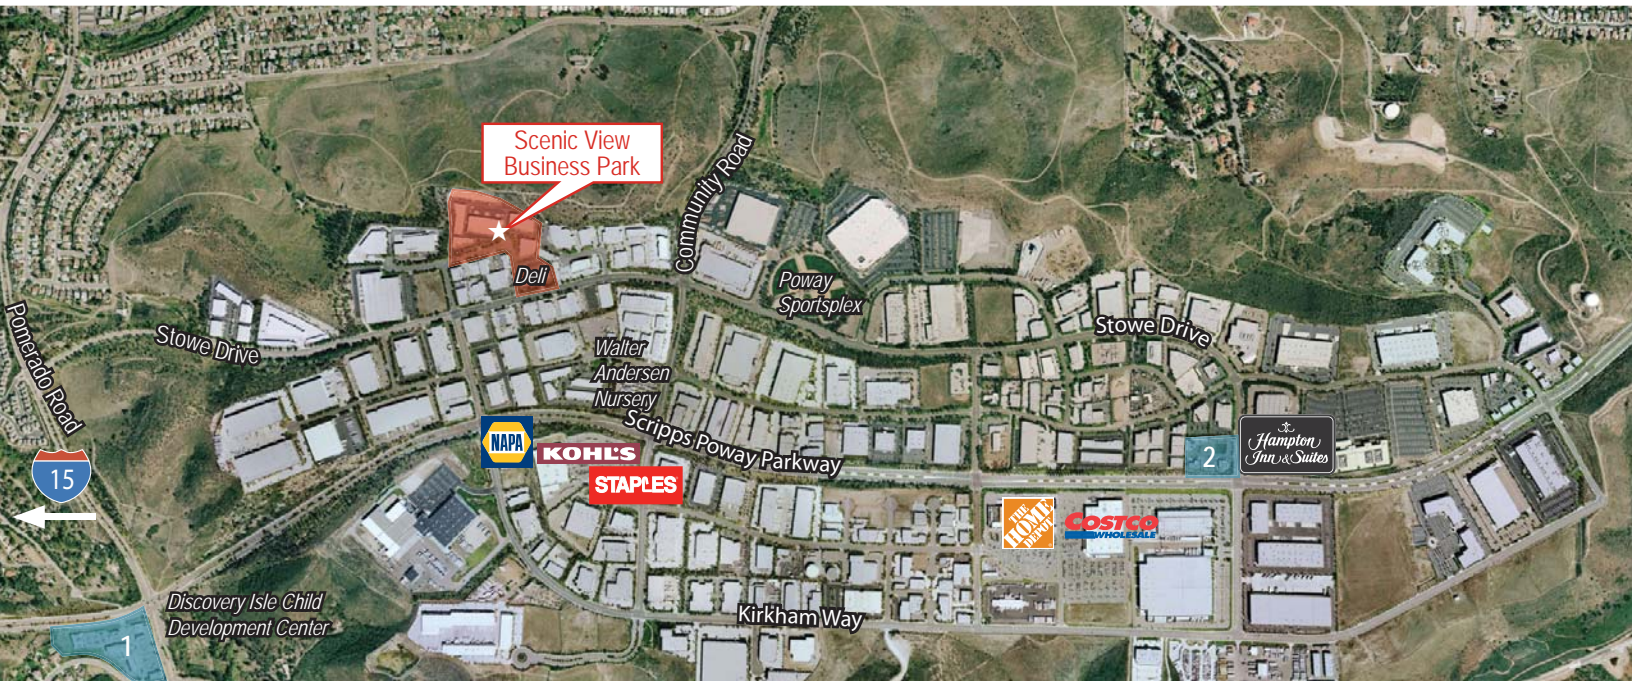 Scenic View
Business Park
Community Road
Deli
Poway
Sportsplex
Pomerado Road
Stowe Drive
Stowe Drive
Walter
Andersen
Nursery
Scripps Poway Parkway
NAPA
KOHL'S
STAPLES
2
Hampton
Inn & Suites
15
THE
HOME
DEPOT
COSTCO
WHOLESALE
Discovery Isle Child
Development Center
1
Kirkham Way